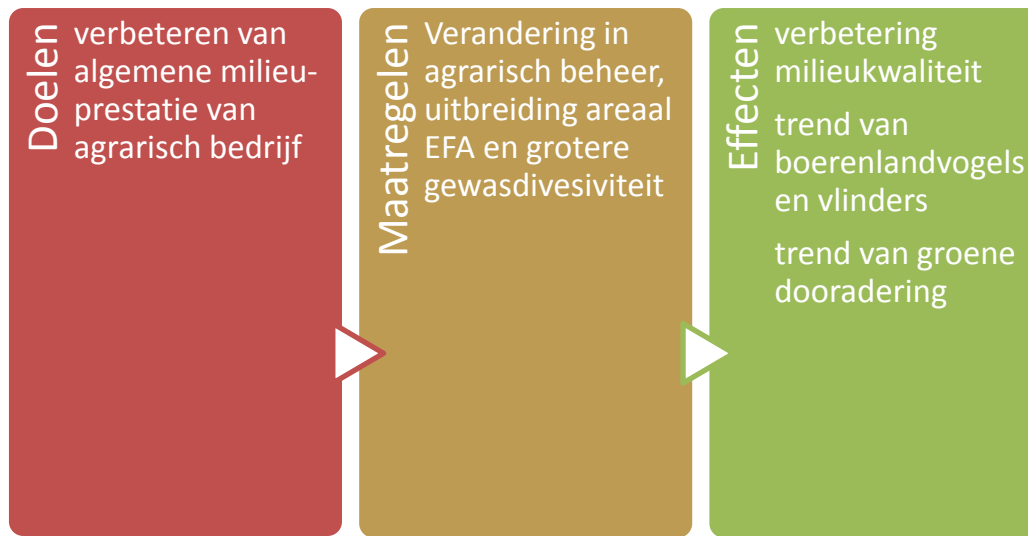 Doelen
verbeteren van
algemene milieu-
prestatie van
agrarisch bedrijf
Maatregelen
Verandering in
agrarisch beheer,
uitbreiding areaal
EFA en grotere
gewasdivesiviteit
Effecten
verbetering
milieukwaliteit
trend van
boerenlandvogels
en vlinders
trend van groene
dooradering